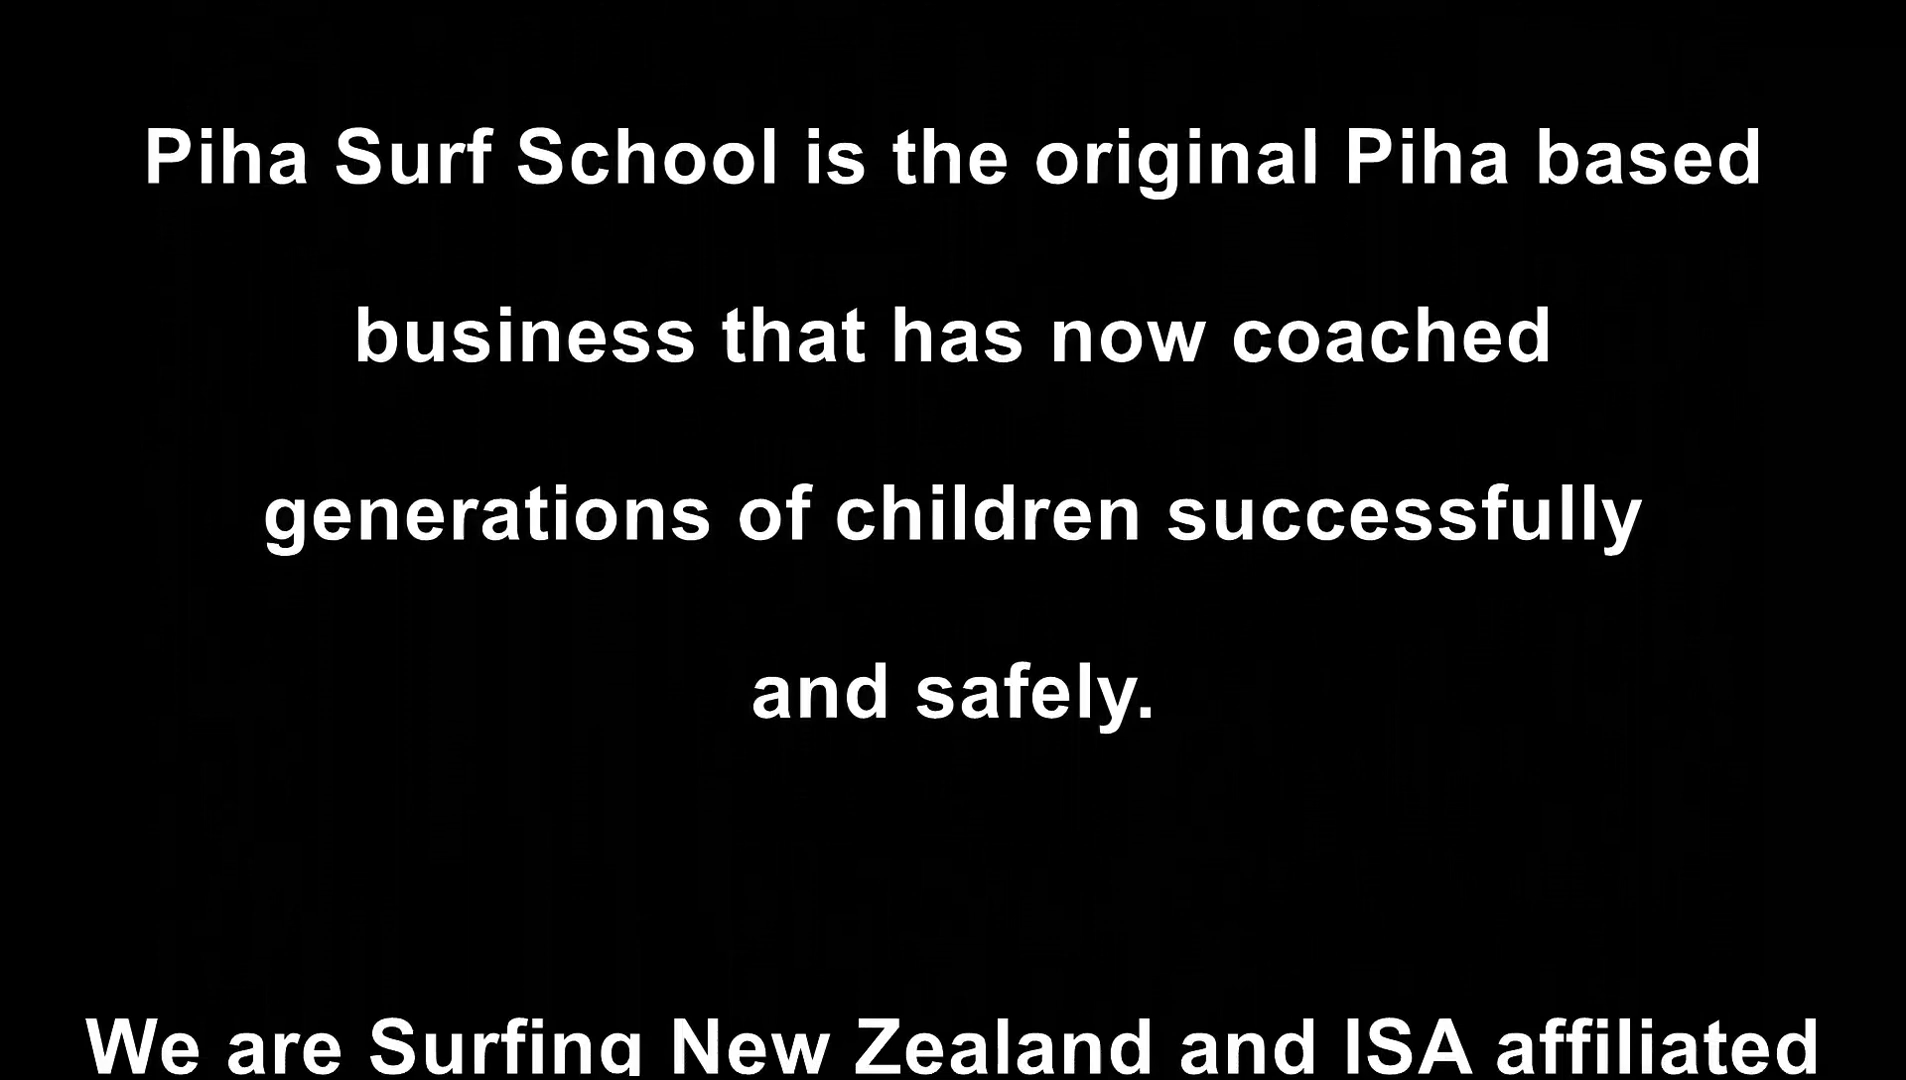 Piha Surf School is the original Piha based
business that has now coached
generations of children successfully
and safely.
We are Surfing New Zealand and ISA affiliated